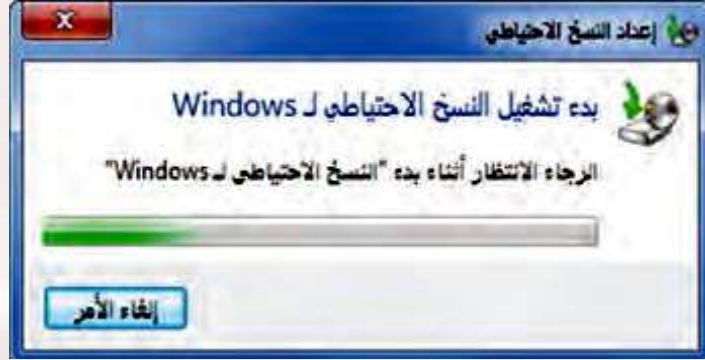 إعداد النسخ الاحتياطي
بدء تشغيل النسخ الاحتياطي لـ Windows
الرجاء الانتظار أثناء بدء "النسخ الاحتياطي لـ Windows"
إلغاء الأمر